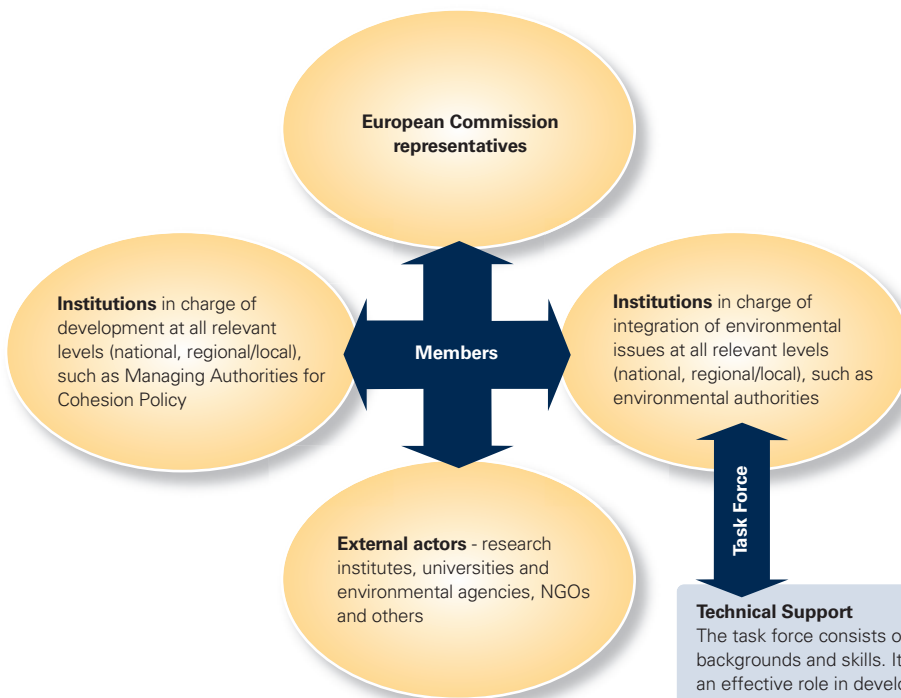 European Commission
representatives
Institutions in charge of
development at all relevant
levels (national, regional/local),
such as Managing Authorities for
Cohesion Policy
Members
Institutions in charge of
integration of environmental
issues at all relevant levels
(national, regional/local), such as
environmental authorities
Task Force
External actors - research
institutes, universities and
environmental agencies, NGOs
and others
Technical Support
The task force consists o
backgrounds and skills. It
an effective role in develo